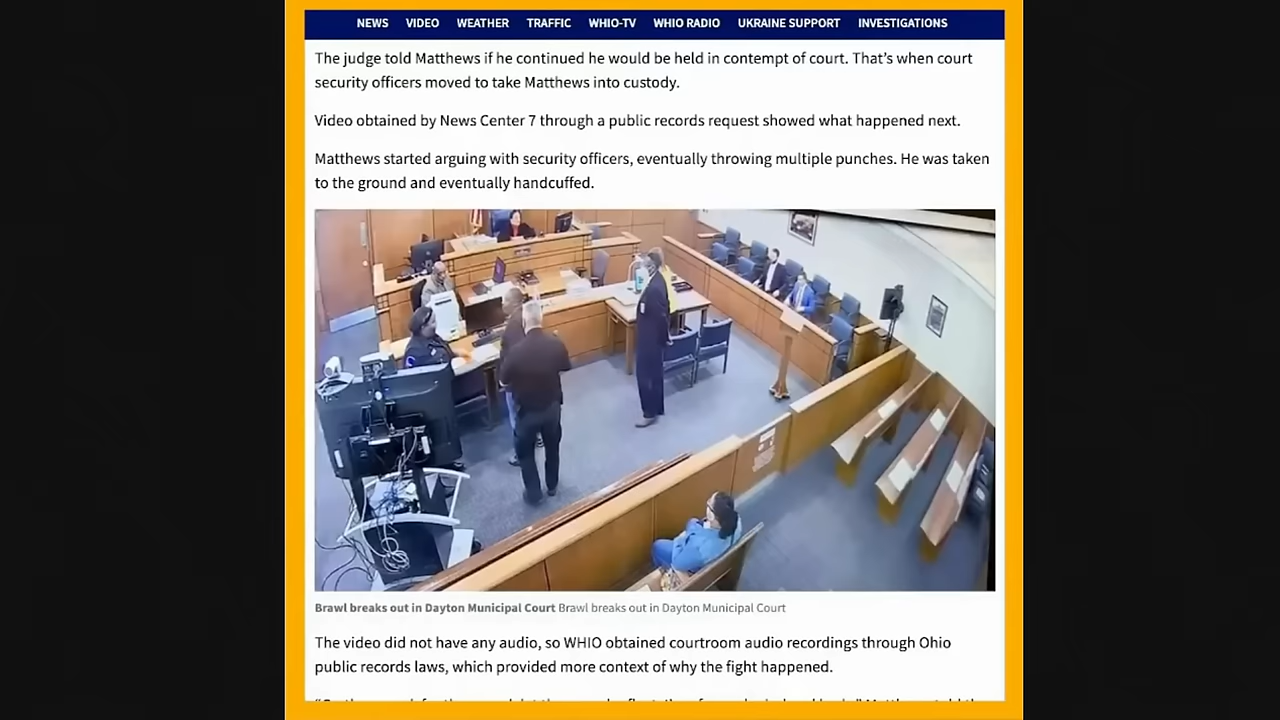 NEWS VIDEO WEATHER TRAFFIC WHIO-TV WHIO RADIO UKRAINE SUPPORT INVESTIGATIONS
The judge told Matthews if he continued he would be held in contempt of court. That’s when court
security officers moved to take Matthews into custody.
Video obtained by News Center 7 through a public records request showed what happened next.
Matthews started arguing with security officers, eventually throwing multiple punches. He was taken
to the ground and eventually handcuffed.
Brawl breaks out in Dayton Municipal Court Brawl breaks out in Dayton Municipal Court
The video did not have any audio, so WHIO obtained courtroom audio recordings through Ohio
public records laws, which provided more context of why the fight happened.